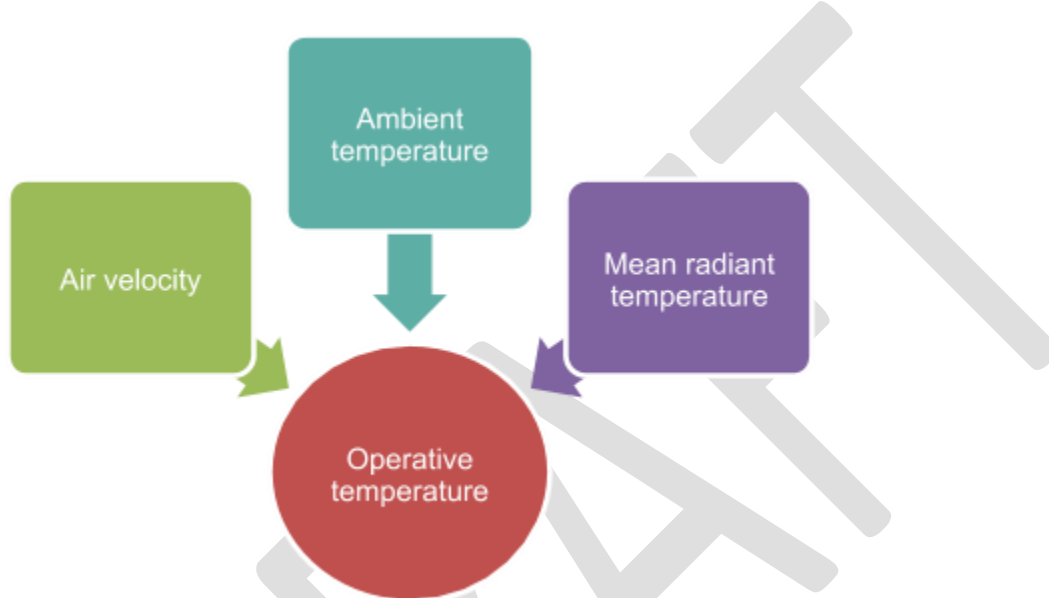 Ambient
temperature
Air velocity
Mean radiant
temperature
Operative
temperature